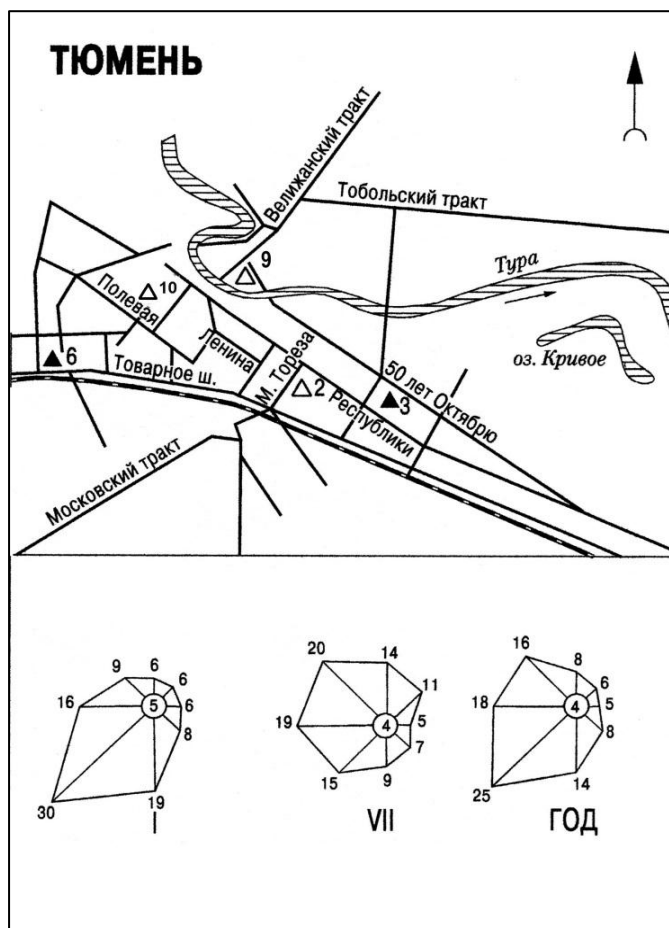 ТЮМЕНЬ
Велижанский тракт
Тобольский тракт
9
Тура
10
Полевая
Ленина
М. Тореза
оз. Кривое
6
Товарное ш.
2
3
50 лет Октябрю
Республики
Московский тракт
9
6
6
16
5
6
8
30
19
I
20
14
11
19
4
5
7
15
9
VII
16
8
6
18
4
5
8
25
14
ГОД